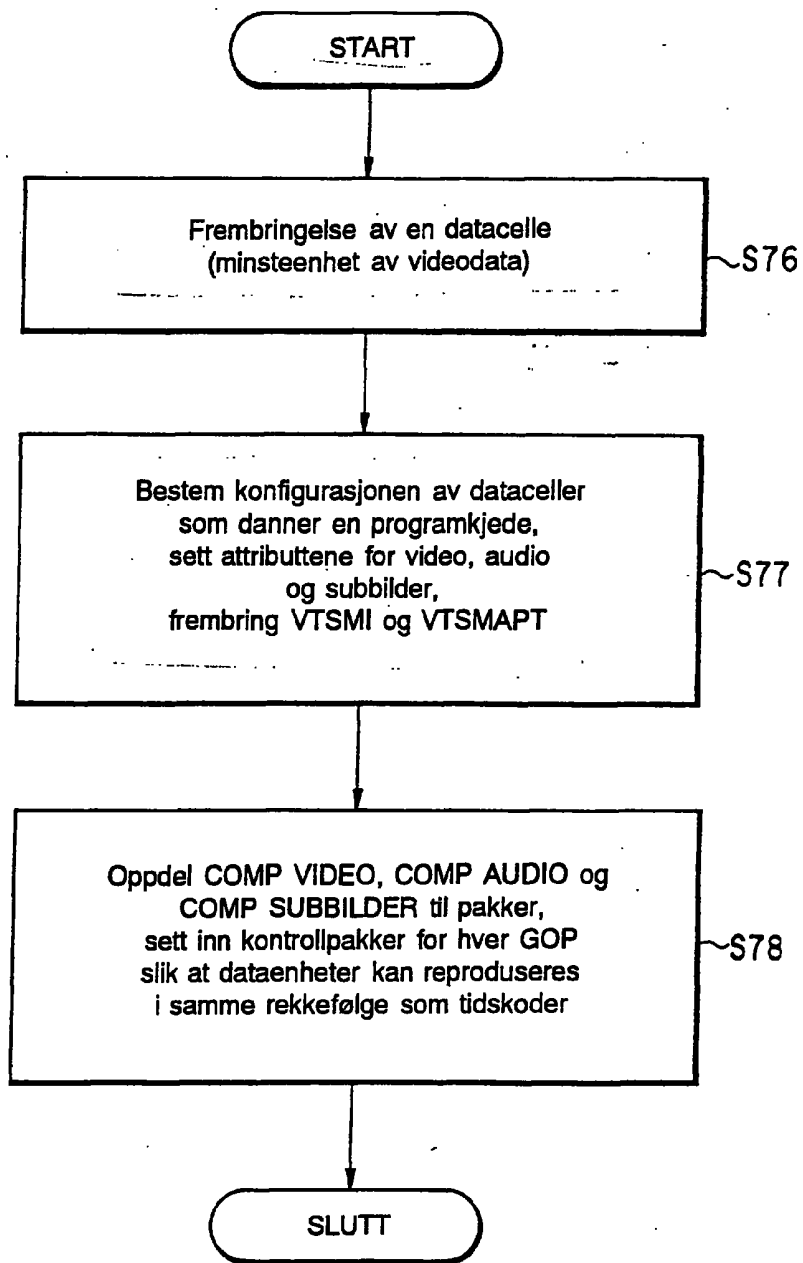 START
Frembringelse av en datacelle
(minsteenhet av videodata)
S76
Bestem konfigurasjonen av dataceller
som danner en programkjede,
sett attributtene for video, audio
og subbilder,
frembring VTSMI og VTSMAPT
S77
Oppdel COMP VIDEO, COMP AUDIO og
COMP SUBBILDER til pakker,
sett inn kontrollpakker for hver GOP
slik at dataenheter kan reproduseres
i samme rekkefølge som tidskoder
S78
SLUTT